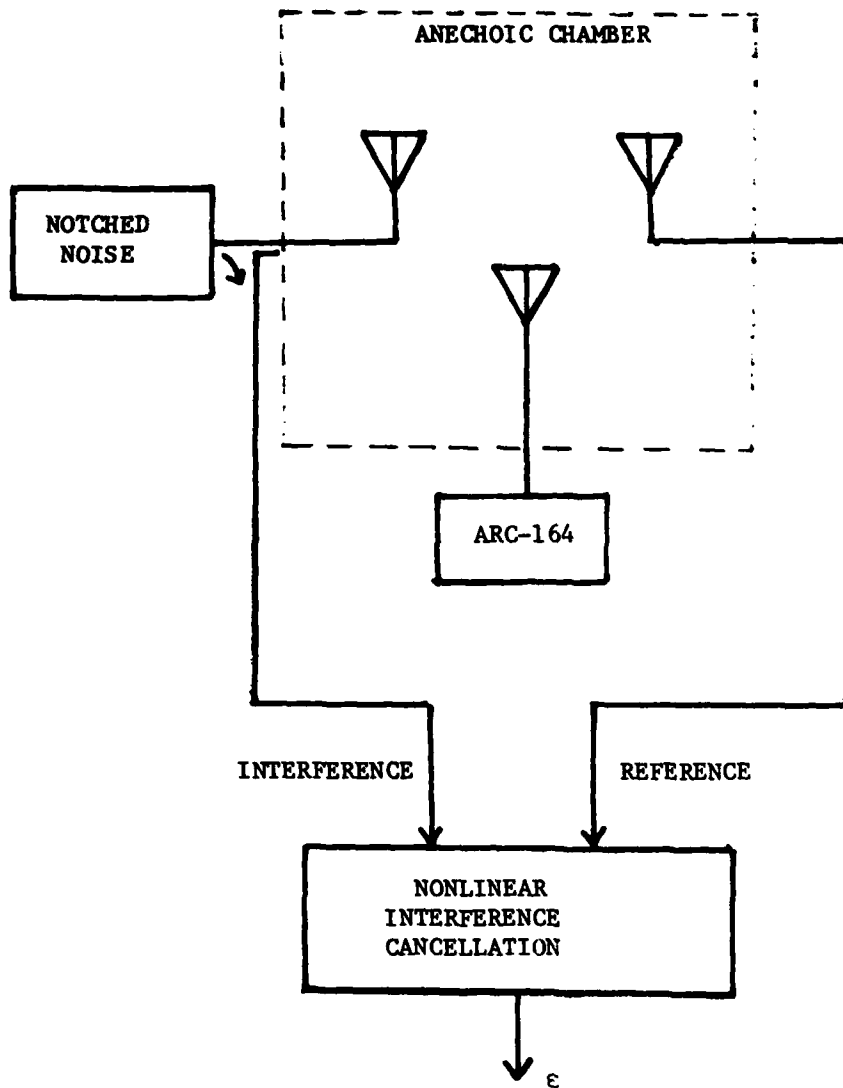 ANECHOIC CHAMBER
NOTCHED
NOISE
ARC-164
INTERFERENCE
REFERENCE
NONLINEAR
INTERFERENCE
CANCELLATION
ε